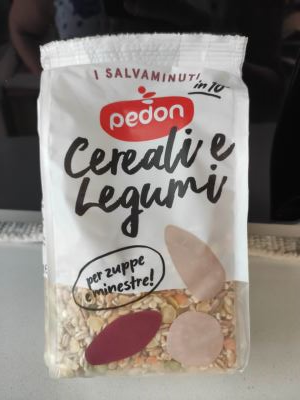 I SALVAMINUTI
in 10'
pedon
Cereali e
Legumi
per zuppe
e minestre!